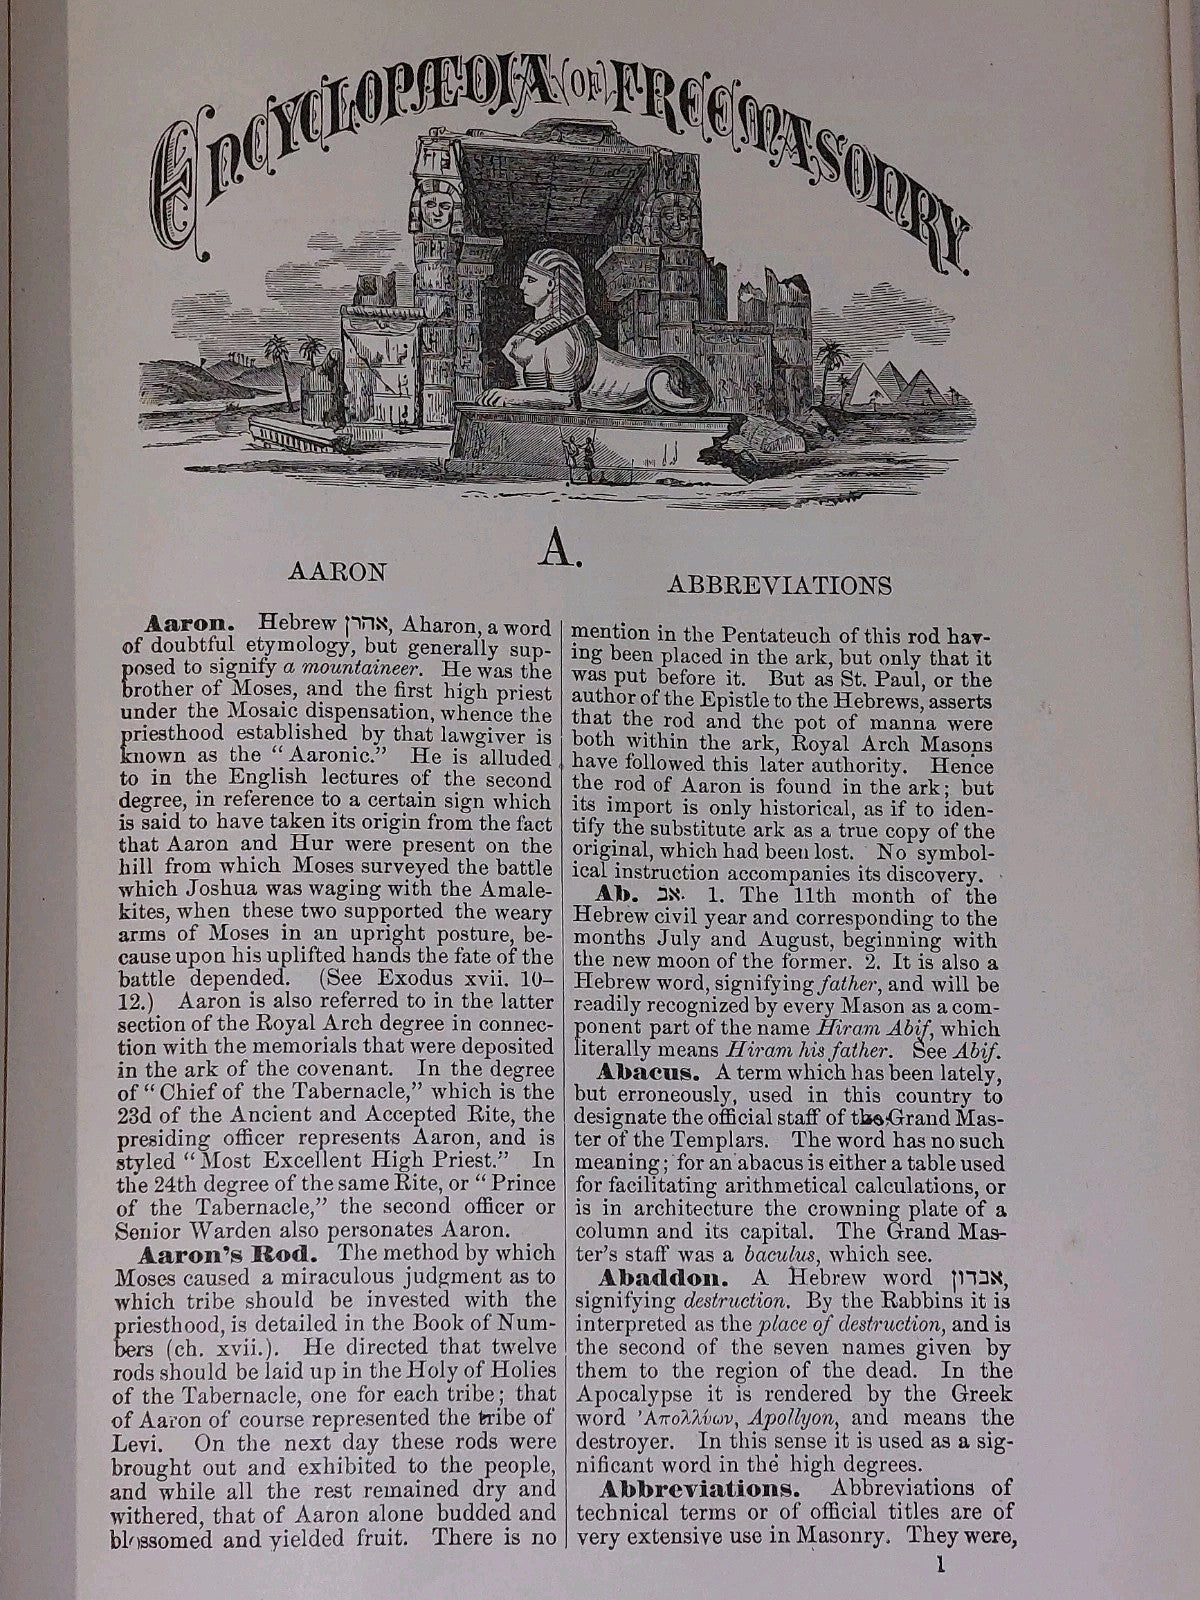 ENCYCLOPÆDIA (OF) FREEMASONRY.
A.
AARON
ABBREVIATIONS
Aaron. Hebrew אהרן, Aharon, a word
of doubtful etymology, but generally sup-
posed to signify a mountaineer. He was the
brother of Moses, and the first high priest
under the Mosaic dispensation, whence the
priesthood established by that lawgiver is
known as the "Aaronic." He is alluded
to in the English lectures of the second
degree, in reference to a certain sign which
is said to have taken its origin from the fact
that Aaron and Hur were present on the
hill from which Moses surveyed the battle
which Joshua was waging with the Amale-
kites, when these two supported the weary
arms of Moses in an upright posture, be-
cause upon his uplifted hands the fate of the
battle depended. (See Exodus xvii. 10–
12.) Aaron is also referred to in the latter
section of the Royal Arch degree in connec-
tion with the memorials that were deposited
in the ark of the covenant. In the degree
of "Chief of the Tabernacle," which is the
23d of the Ancient and Accepted Rite, the
presiding officer represents Aaron, and is
styled "Most Excellent High Priest." In
the 24th degree of the same Rite, or "Prince
of the Tabernacle," the second officer or
Senior Warden also personates Aaron.
Aaron's Rod. The method by which
Moses caused a miraculous judgment as to
which tribe should be invested with the
priesthood, is detailed in the Book of Num-
bers (ch. xvii.). He directed that twelve
rods should be laid up in the Holy of Holies
of the Tabernacle, one for each tribe; that
of Aaron of course represented the tribe of
Levi. On the next day these rods were
brought out and exhibited to the people,
and while all the rest remained dry and
withered, that of Aaron alone budded and
blossomed and yielded fruit. There is no
mention in the Pentateuch of this rod hav-
ing been placed in the ark, but only that it
was put before it. But as St. Paul, or the
author of the Epistle to the Hebrews, asserts
that the rod and the pot of manna were
both within the ark, Royal Arch Masons
have followed this later authority. Hence
the rod of Aaron is found in the ark; but
its import is only historical, as if to iden-
tify the substitute ark as a true copy of the
original, which had been lost. No symbol-
ical instruction accompanies its discovery.
Ab. אב. 1. The 11th month of the
Hebrew civil year and corresponding to the
months July and August, beginning with
the new moon of the former. 2. It is also a
Hebrew word, signifying father, and will be
readily recognized by every Mason as a com-
ponent part of the name Hiram Abif, which
literally means Hiram his father. See Abif.
Abacus. A term which has been lately,
but erroneously, used in this country to
designate the official staff of the Grand Mas-
ter of the Templars. The word has no such
meaning; for an abacus is either a table used
for facilitating arithmetical calculations, or
is in architecture the crowning plate of a
column and its capital. The Grand Mas-
ter's staff was a baculus, which see.
Abaddon. A Hebrew word אבדון,
signifying destruction. By the Rabbins it is
interpreted as the place of destruction, and is
the second of the seven names given by
them to the region of the dead. In the
Apocalypse it is rendered by the Greek
word 'Απολλύων, Apollyon, and means the
destroyer. In this sense it is used as a sig-
nificant word in the high degrees.
Abbreviations. Abbreviations of
technical terms or of official titles are of
very extensive use in Masonry. They were,
1